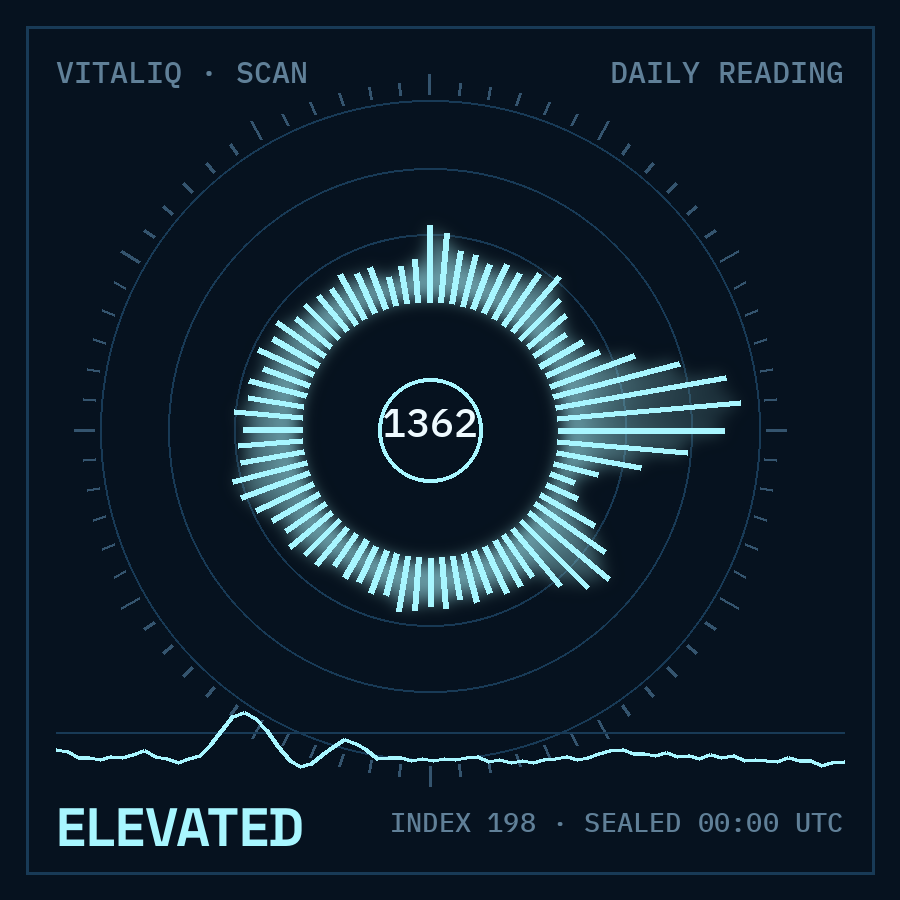 VITALIQ · SCAN
DAILY READING
1362
ELEVATED
INDEX 198 · SEALED 00:00 UTC